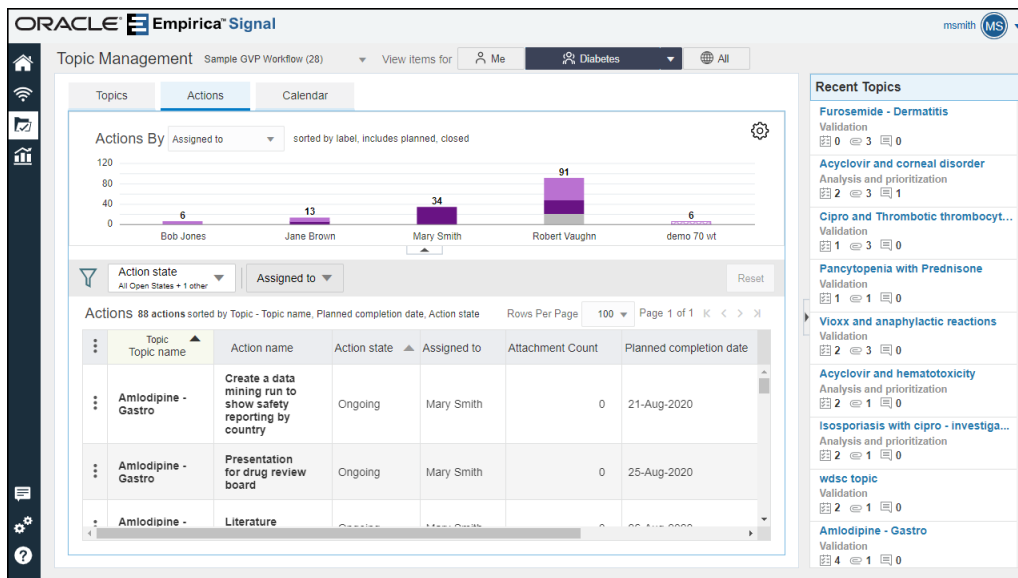 ORACLE Empirica™ Signal
msmith MS
Topic Management Sample GVP Workflow (28) View items for Me Diabetes All
Topics Actions Calendar
Actions By Assigned to sorted by label, includes planned, closed
120
80
40
0
6
13
34
91
6
Bob Jones Jane Brown Mary Smith Robert Vaughn demo 70 wt
Action state
All Open States + 1 other
Assigned to
Reset
Actions 88 actions sorted by Topic - Topic name, Planned completion date, Action state Rows Per Page 100 Page 1 of 1
Topic
Topic name Action name Action state Assigned to Attachment Count Planned completion date
Amlodipine -
Gastro
Create a data
mining run to
show safety
reporting by
country
Ongoing Mary Smith 0 21-Aug-2020
Amlodipine -
Gastro
Presentation
for drug review
board
Ongoing Mary Smith 0 25-Aug-2020
Amlodipine - Literature
Recent Topics
Furosemide - Dermatitis
Validation
0 3 0
Acyclovir and corneal disorder
Analysis and prioritization
2 3 1
Cipro and Thrombotic thrombocyt...
Validation
1 3 0
Pancytopenia with Prednisone
Validation
1 1 0
Vioxx and anaphylactic reactions
Validation
2 3 0
Acyclovir and hematotoxicity
Analysis and prioritization
2 1 0
Isosporiasis with cipro - investiga...
Analysis and prioritization
2 1 0
wdsc topic
Validation
2 1 0
Amlodipine - Gastro
Validation
4 1 0